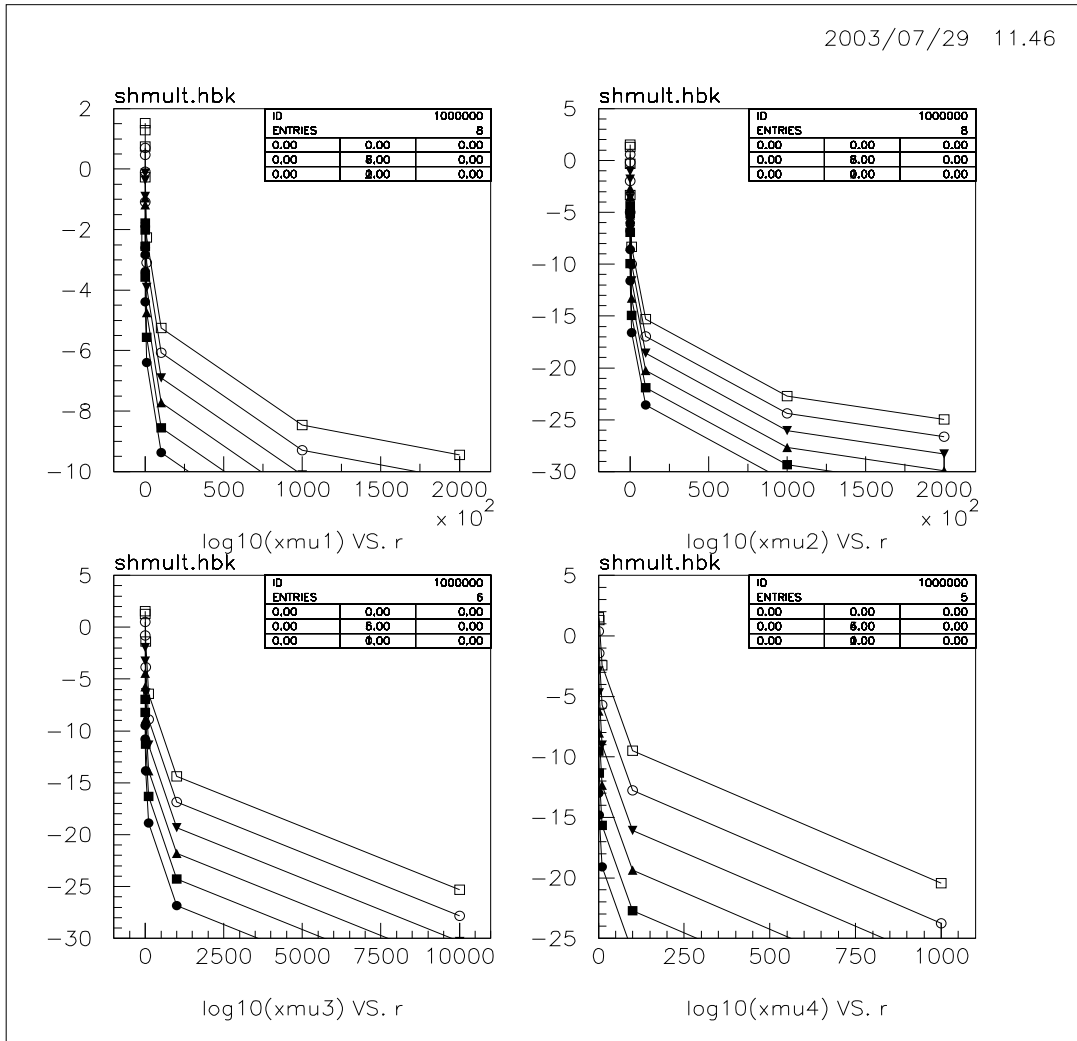 2003/07/29 11.46
shmult.hbk
ID 1000000
ENTRIES 8
0.00 0.00 0.00
0.00 0.00
0.00 0.00
2
0
−2
−4
−6
−8
−10
0 500 1000 1500 2000
× 10 2
log10(xmu1) VS. r
shmult.hbk
ID 1000000
ENTRIES 8
0.00 0.00 0.00
0.00 0.00
0.00 0.00
5
0
−5
−10
−15
−20
−25
−30
0 500 1000 1500 2000
× 10 2
log10(xmu2) VS. r
shmult.hbk
ID 1000000
ENTRIES 6
0.00 0.00 0.00
0.00 0.00
0.00 0.00
5
0
−5
−10
−15
−20
−25
−30
0 2500 5000 7500 10000
log10(xmu3) VS. r
shmult.hbk
ID 1000000
ENTRIES 5
0.00 0.00 0.00
0.00 0.00
0.00 0.00
5
0
−5
−10
−15
−20
−25
0 250 500 750 1000
log10(xmu4) VS. r